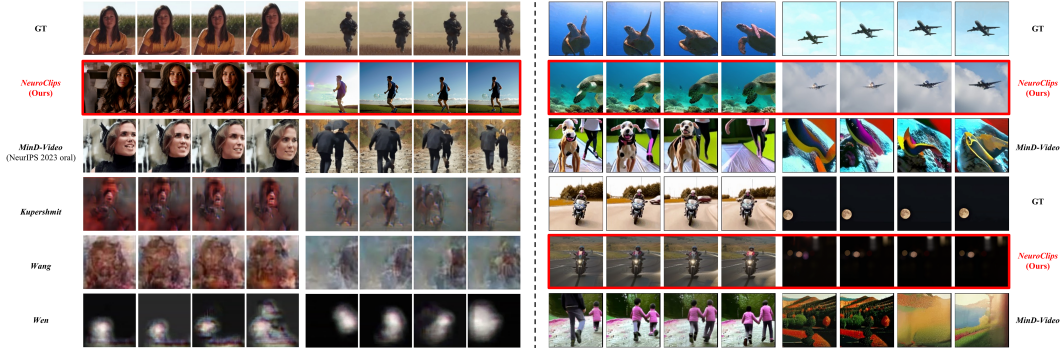 GT
NeuroClips
(Ours)
MinD-Video
(NeurIPS 2023 oral)
Kupershmit
Wang
Wen
GT
NeuroClips
(Ours)
MinD-Video
GT
NeuroClips
(Ours)
MinD-Video